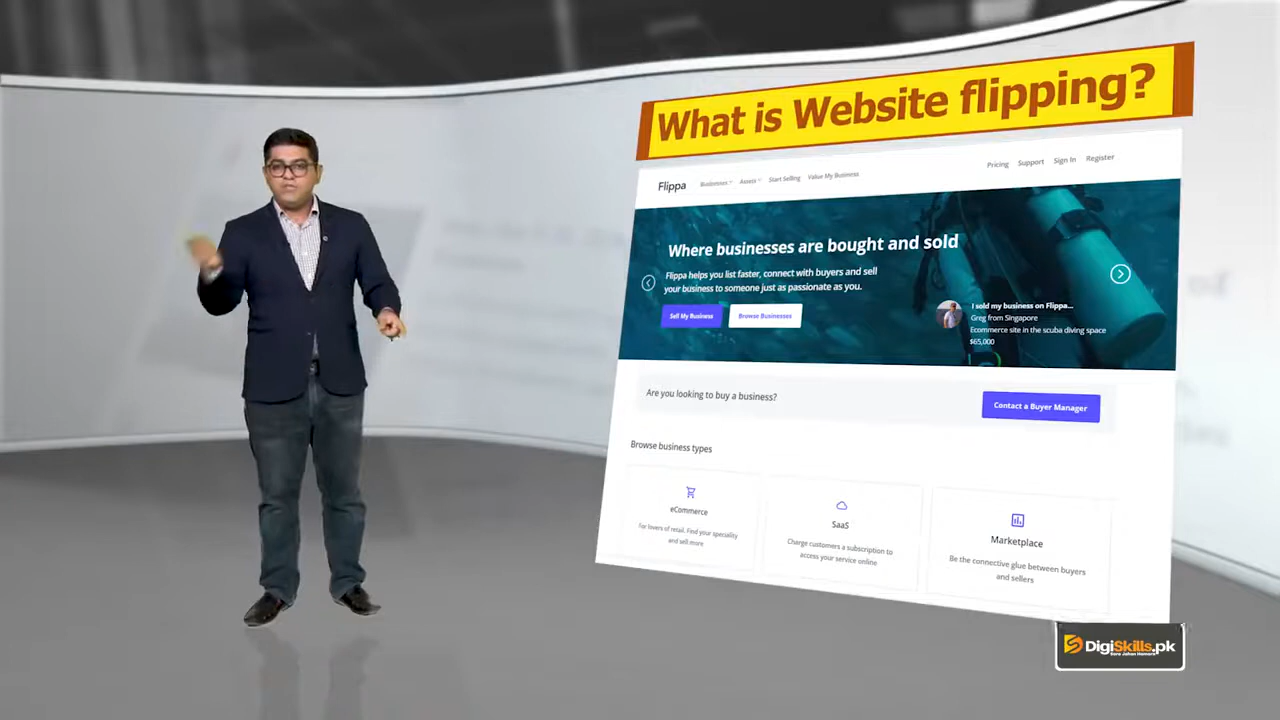 What is Website flipping?
Flippa Businesses Assets Start Selling Value My Business Pricing Support Sign In Register
Where businesses are bought and sold
Flippa helps you list faster, connect with buyers and sell
your business to someone just as passionate as you.
Sell My Business Browse Businesses
I sold my business on Flippa...
Greg from Singapore
Ecommerce site in the scuba diving space
$65,000
Are you looking to buy a business?
Contact a Buyer Manager
Browse business types
eCommerce
For lovers of retail. Find your speciality
and sell more
SaaS
Charge customers a subscription to
access your service online
Marketplace
Be the connective glue between buyers
and sellers
DigiSkills.pk